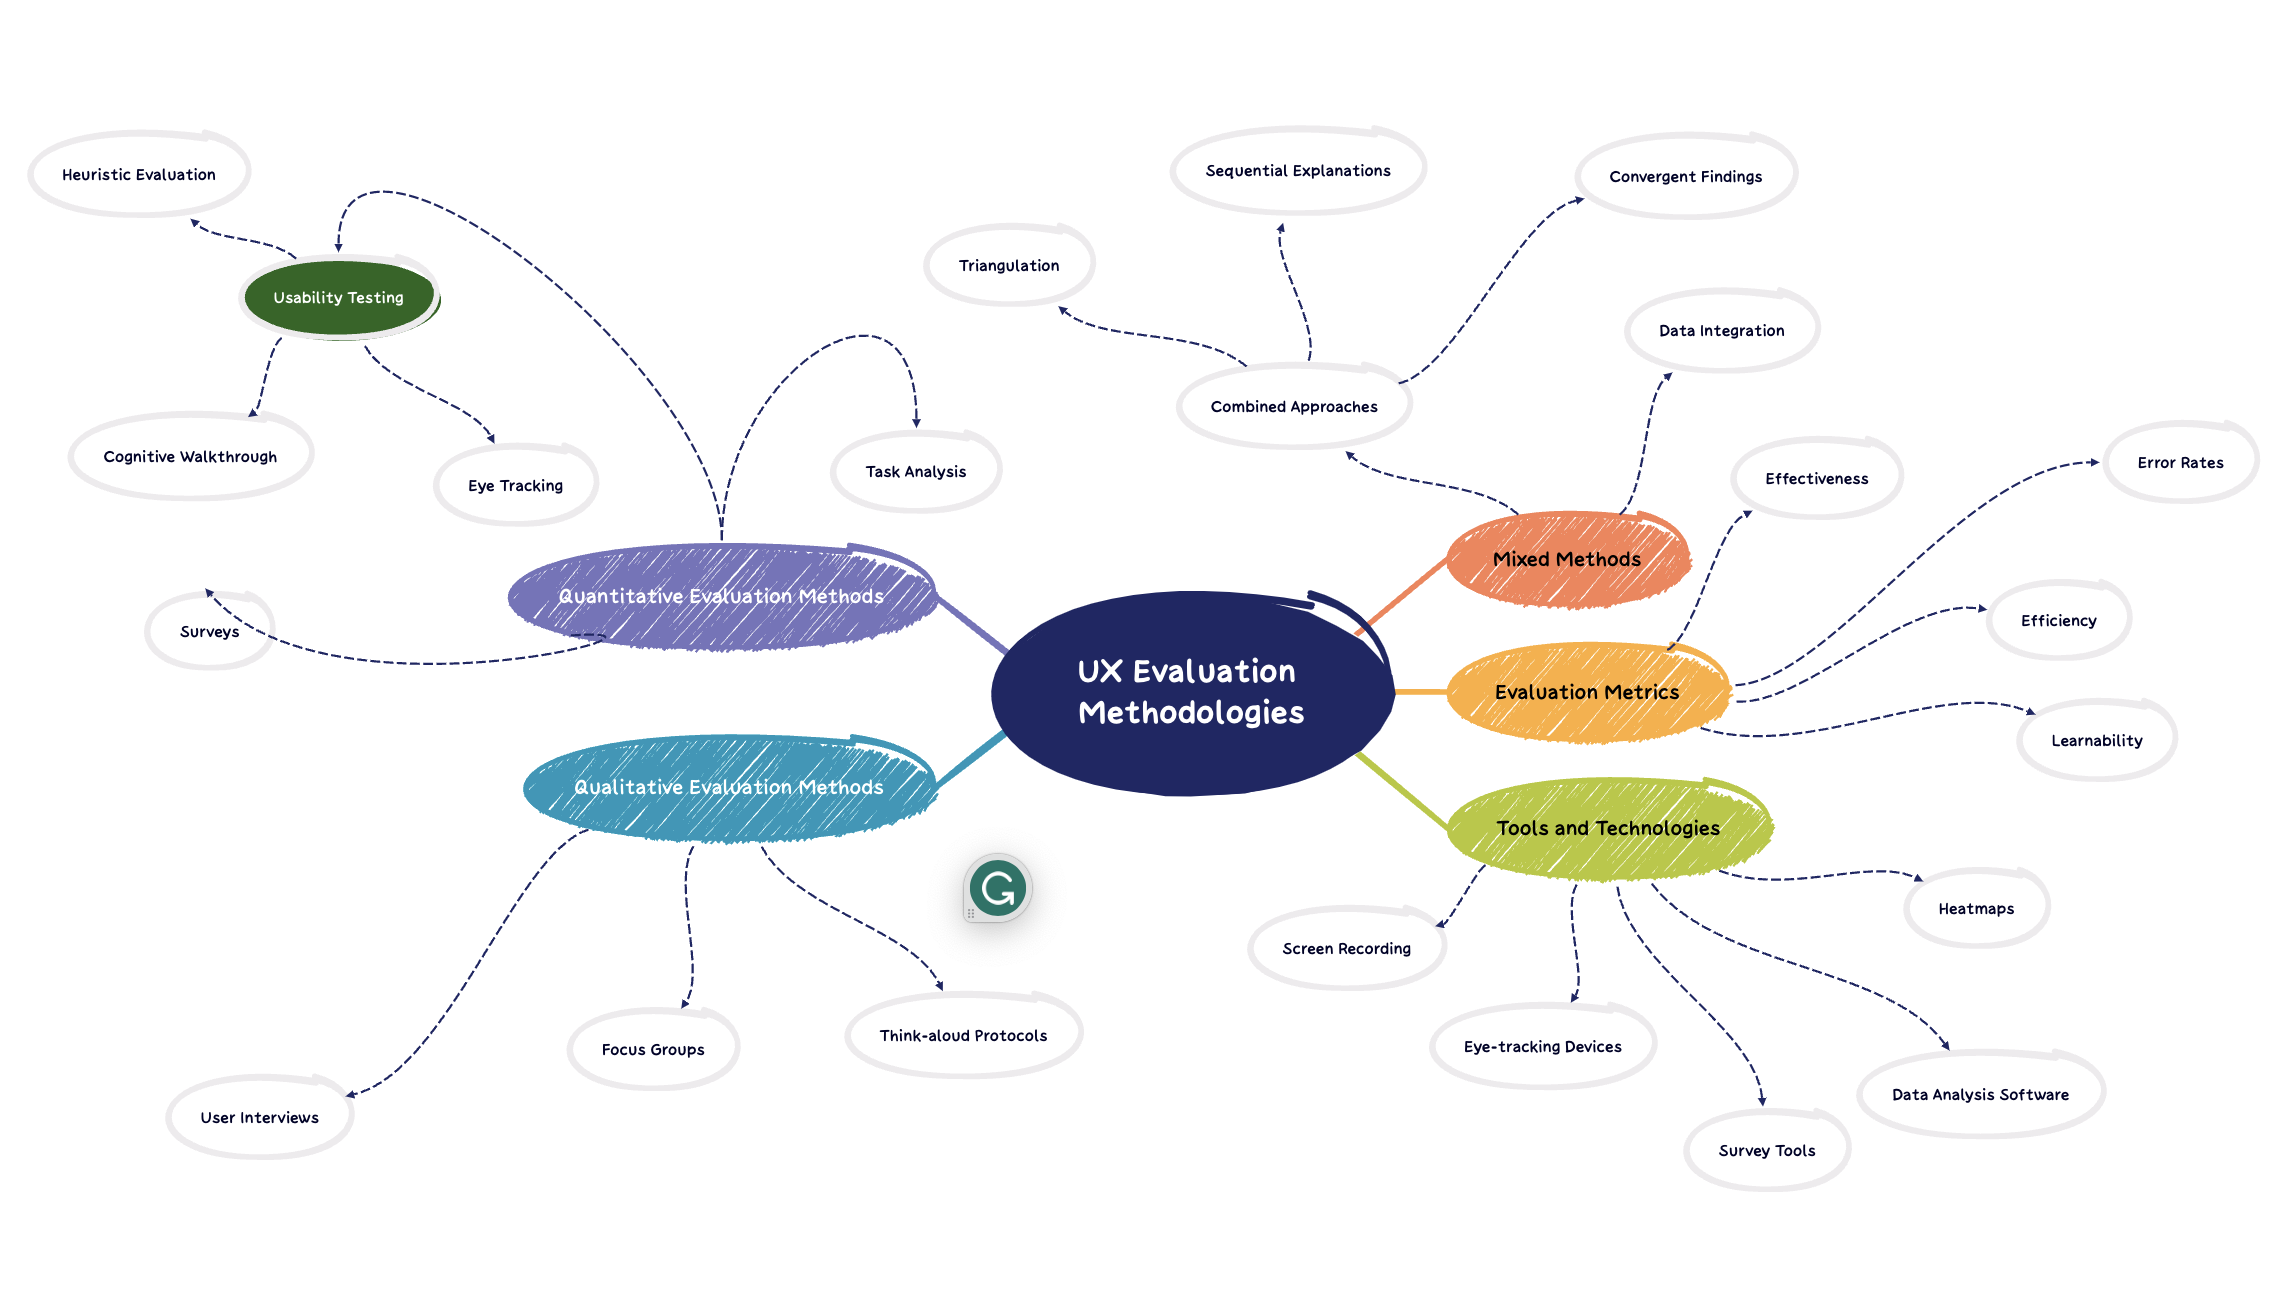 Heuristic Evaluation
Usability Testing
Cognitive Walkthrough
Eye Tracking
Task Analysis
Surveys
Quantitative Evaluation Methods
Qualitative Evaluation Methods
User Interviews
Focus Groups
Think-aloud Protocols
UX Evaluation
Methodologies
Sequential Explanations
Convergent Findings
Triangulation
Data Integration
Combined Approaches
Mixed Methods
Effectiveness
Error Rates
Efficiency
Evaluation Metrics
Learnability
Tools and Technologies
Heatmaps
Screen Recording
Eye-tracking Devices
Data Analysis Software
Survey Tools
G